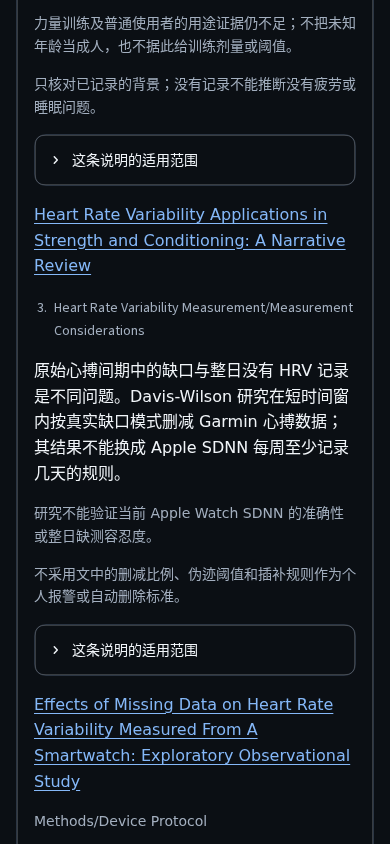 力量训练及普通使用者的用途证据仍不足；不把未知
年龄当成人，也不据此给训练剂量或阈值。
只核对已记录的背景；没有记录不能推断没有疲劳或
睡眠问题。
这条说明的适用范围
Heart Rate Variability Applications in
Strength and Conditioning: A Narrative
Review
3. Heart Rate Variability Measurement/Measurement
Considerations
原始心搏间期中的缺口与整日没有 HRV 记录
是不同问题。Davis-Wilson 研究在短时间窗
内按真实缺口模式删减 Garmin 心搏数据；
其结果不能换成 Apple SDNN 每周至少记录
几天的规则。
研究不能验证当前 Apple Watch SDNN 的准确性
或整日缺测容忍度。
不采用文中的删减比例、伪迹阈值和插补规则作为个
人报警或自动删除标准。
这条说明的适用范围
Effects of Missing Data on Heart Rate
Variability Measured From A
Smartwatch: Exploratory Observational
Study
Methods/Device Protocol